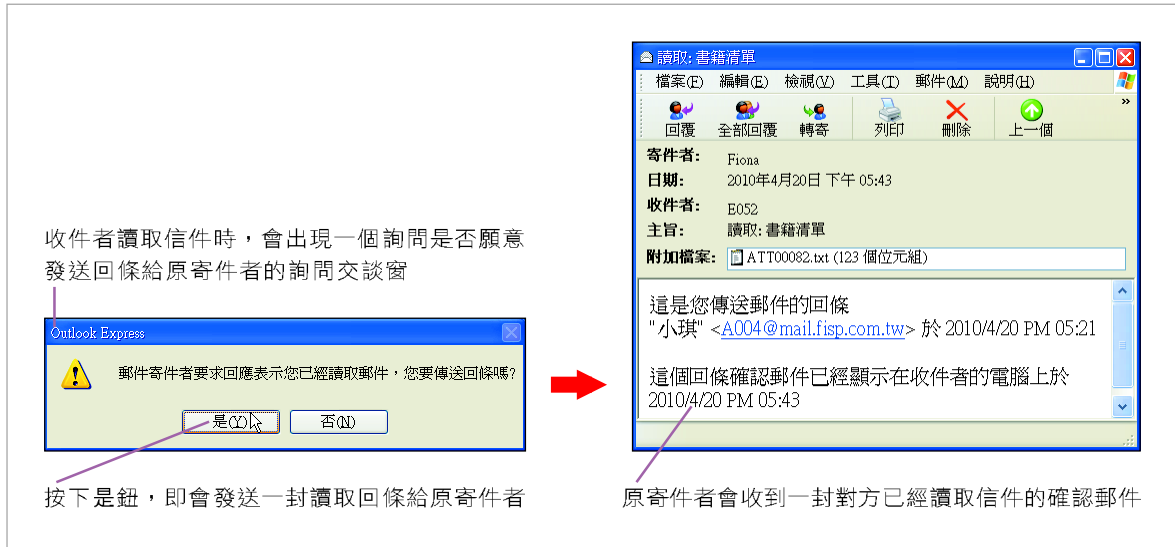 收件者讀取信件時，會出現一個詢問是否願意
發送回條給原寄件者的詢問交談窗
Outlook Express
郵件寄件者要求回應表示您已經讀取郵件，您要傳送回條嗎?
是(Y) 否(N)
按下是鈕，即會發送一封讀取回條給原寄件者
讀取: 書籍清單
檔案(F) 編輯(E) 檢視(V) 工具(T) 郵件(M) 說明(H)
回覆 全部回覆 轉寄 列印 刪除 上一個 »
寄件者: Fiona
日期: 2010年4月20日 下午 05:43
收件者: E052
主旨: 讀取: 書籍清單
附加檔案: ATT00082.txt (123 個位元組)
這是您傳送郵件的回條
"小琪" <A004@mail.fisp.com.tw> 於 2010/4/20 PM 05:21
這個回條確認郵件已經顯示在收件者的電腦上於
2010/4/20 PM 05:43
原寄件者會收到一封對方已經讀取信件的確認郵件